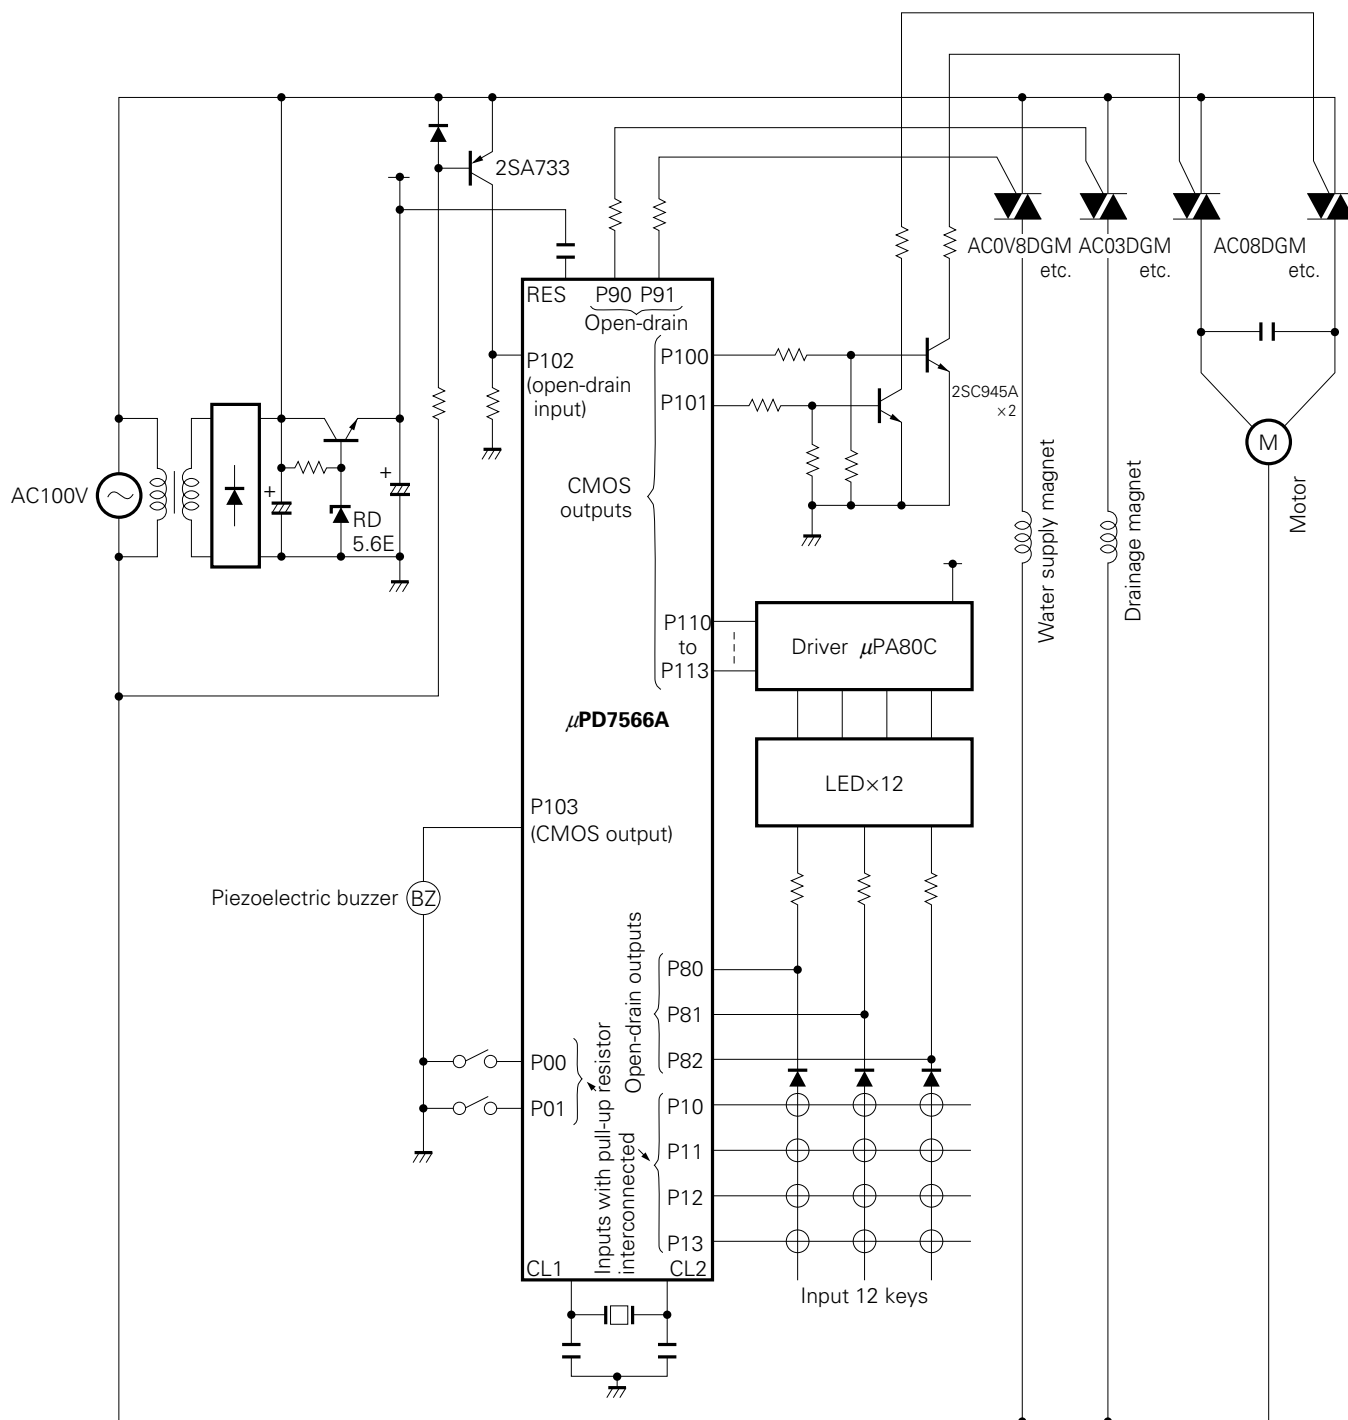 2SA733
AC0V8DGM
etc.
AC03DGM
etc.
AC08DGM
etc.
RES
P90 P91
Open-drain
P102
(open-drain
input)
P100
P101
2SC945A
×2
CMOS
outputs
AC100V
+
+
RD
5.6E
M
Motor
Water supply magnet
Drainage magnet
P110
to
P113
Driver μPA80C
μPD7566A
LED×12
P103
(CMOS output)
Piezoelectric buzzer
BZ
Open-drain outputs
P80
P81
P82
P00
P01
Inputs with pull-up resistor
interconnected
P10
P11
P12
P13
CL1
CL2
Input 12 keys